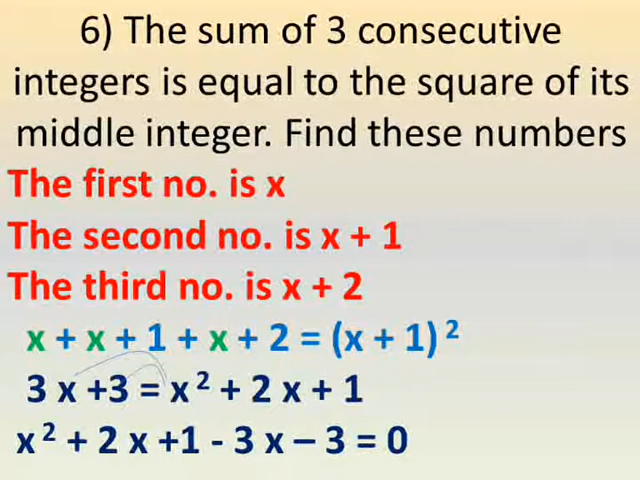 6) The sum of 3 consecutive
integers is equal to the square of its
middle integer. Find these numbers
The first no. is x
The second no. is x + 1
The third no. is x + 2
x + x + 1 + x + 2 = (x + 1) ²
3 x +3 = x ² + 2 x + 1
x ² + 2 x +1 - 3 x – 3 = 0